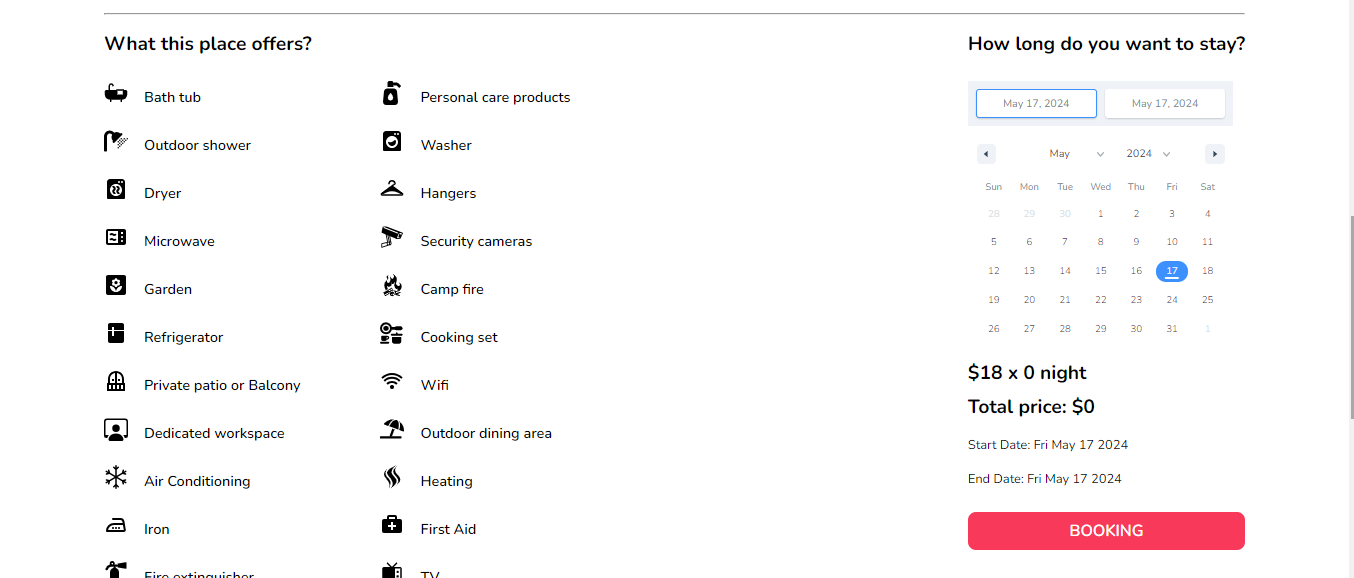 What this place offers?
Bath tub
Personal care products
Outdoor shower
Washer
Dryer
Hangers
Microwave
Security cameras
Garden
Camp fire
Refrigerator
Cooking set
Private patio or Balcony
Wifi
Dedicated workspace
Outdoor dining area
Air Conditioning
Heating
Iron
First Aid
Fire extinguisher
TV
How long do you want to stay?
May 17, 2024 May 17, 2024
May 2024
Sun Mon Tue Wed Thu Fri Sat
28 29 30 1 2 3 4
5 6 7 8 9 10 11
12 13 14 15 16 17 18
19 20 21 22 23 24 25
26 27 28 29 30 31 1
$18 x 0 night
Total price: $0
Start Date: Fri May 17 2024
End Date: Fri May 17 2024
BOOKING